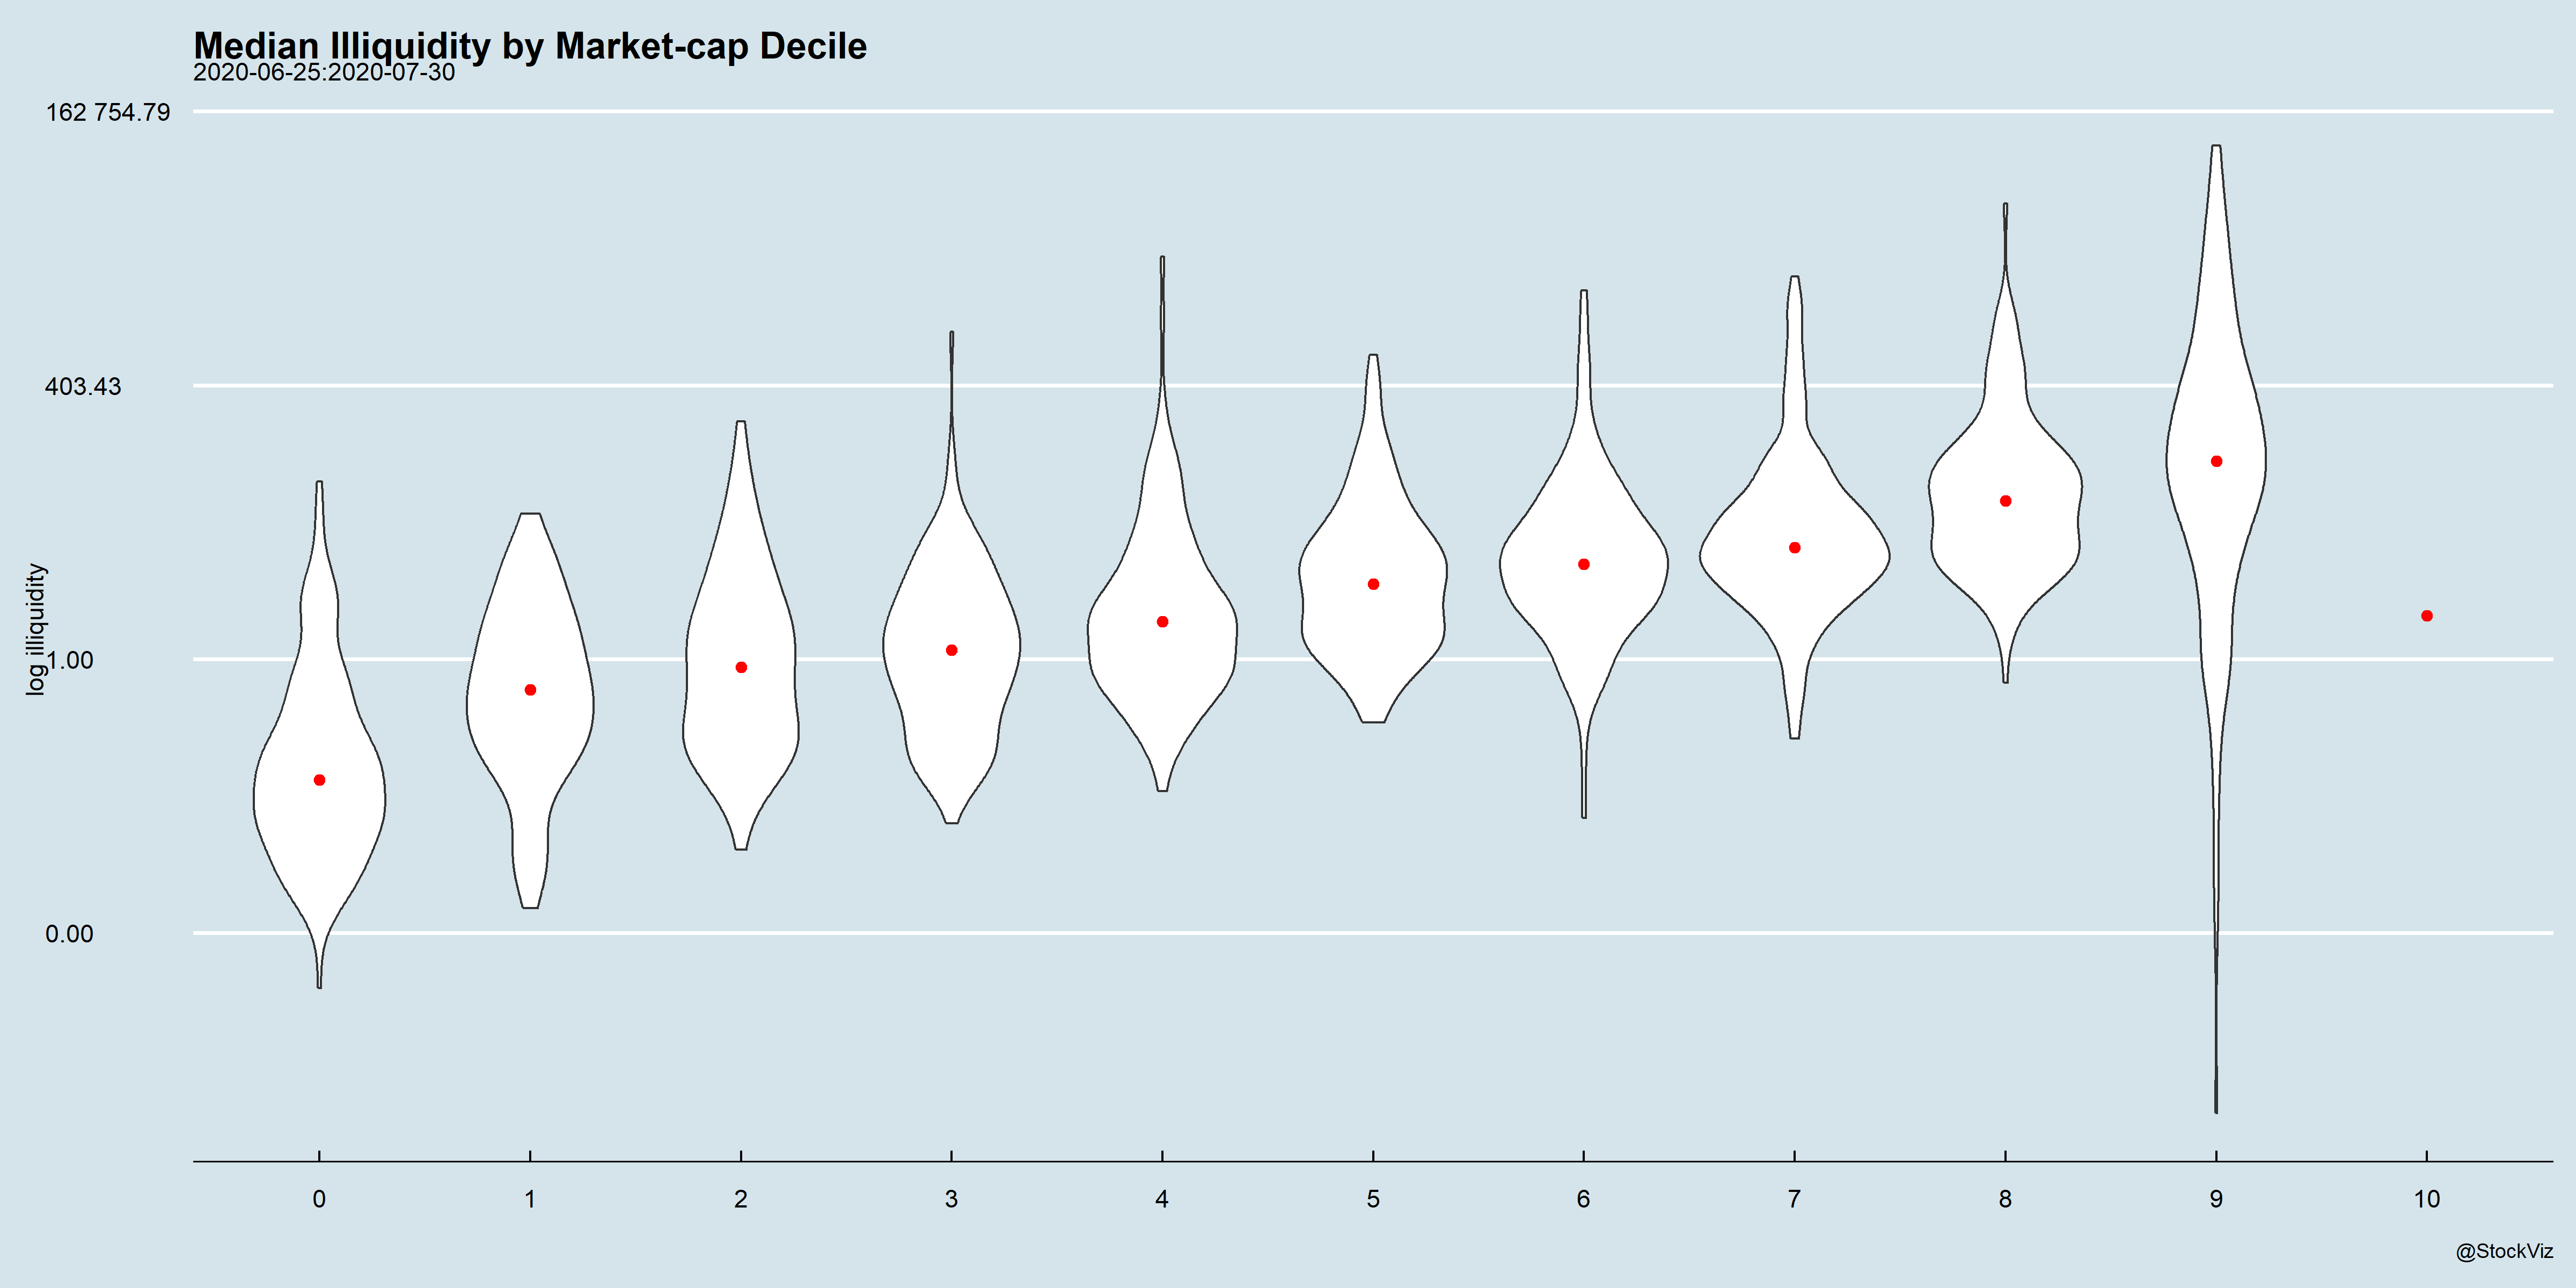 Median Illiquidity by Market-cap Decile
2020-06-25:2020-07-30
162 754.79
403.43
1.00
0.00
log illiquidity
0 1 2 3 4 5 6 7 8 9 10
@StockViz